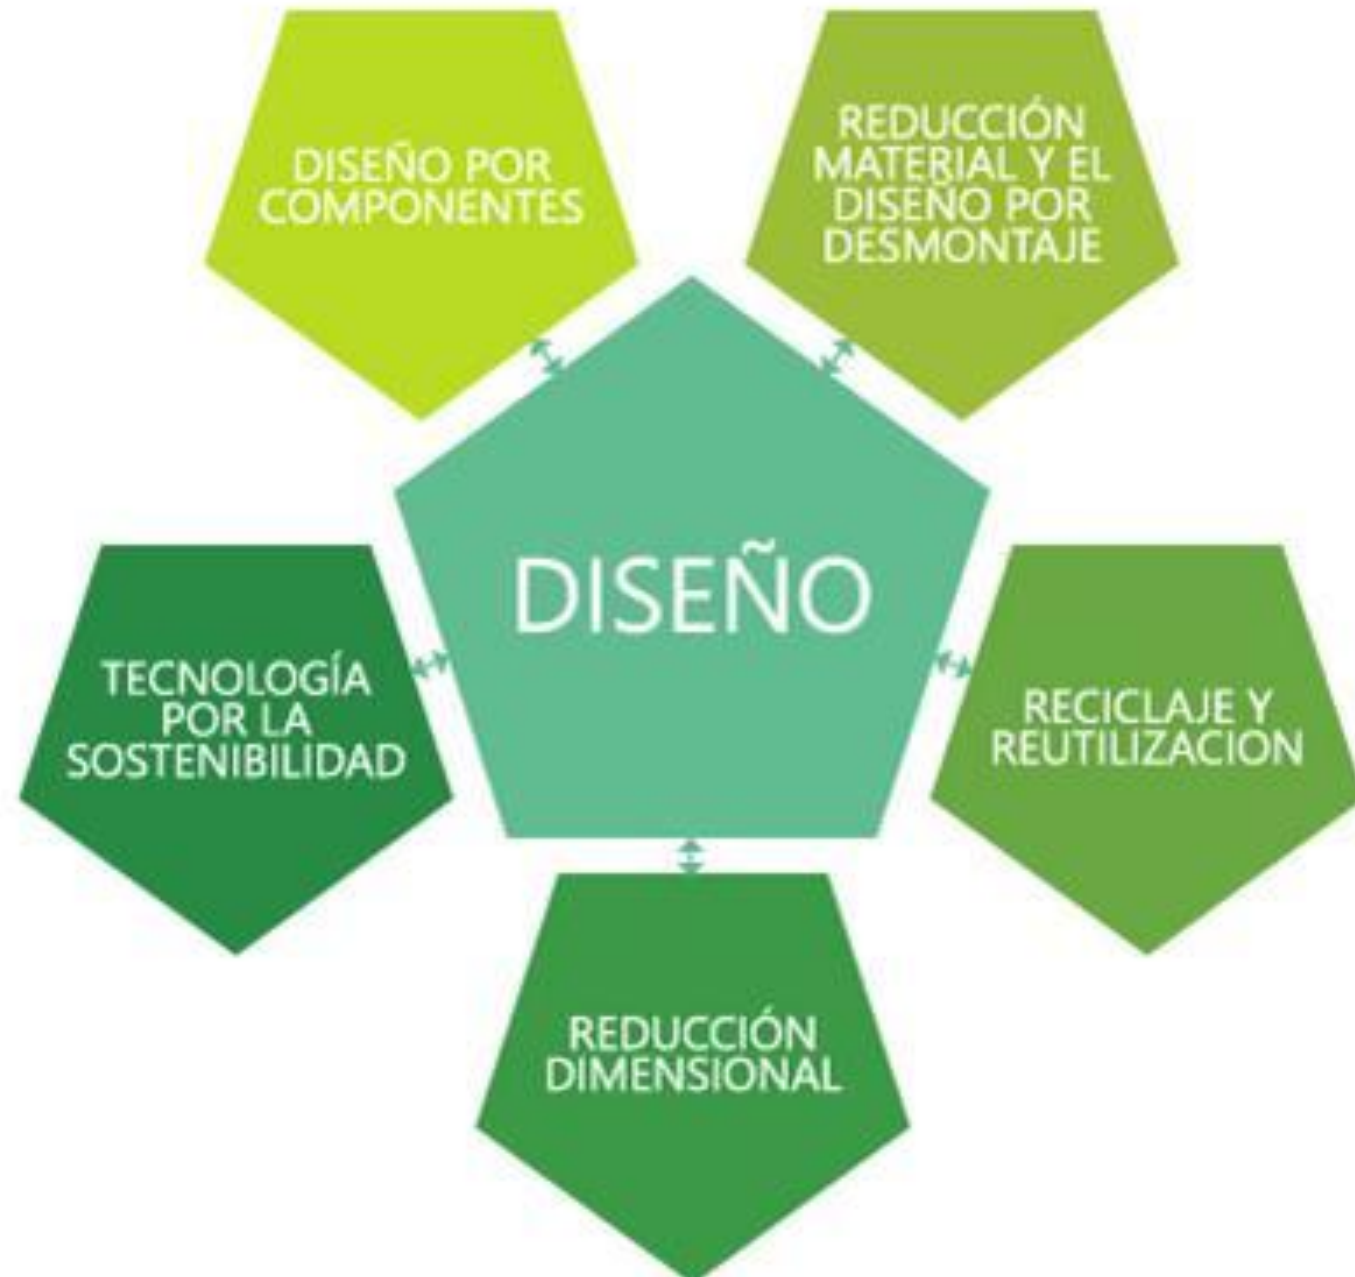 DISEÑO POR
COMPONENTES
REDUCCIÓN
MATERIAL Y EL
DISEÑO POR
DESMONTAJE
DISEÑO
TECNOLOGÍA
POR LA
SOSTENIBILIDAD
RECICLAJE Y
REUTILIZACION
REDUCCIÓN
DIMENSIONAL